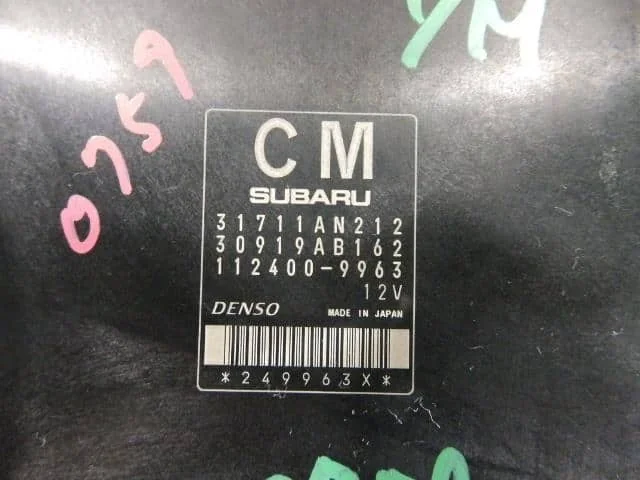 0759
CM
SUBARU
31711AN212
30919AB162
112400-9963
12V
DENSO MADE IN JAPAN
*249963X*